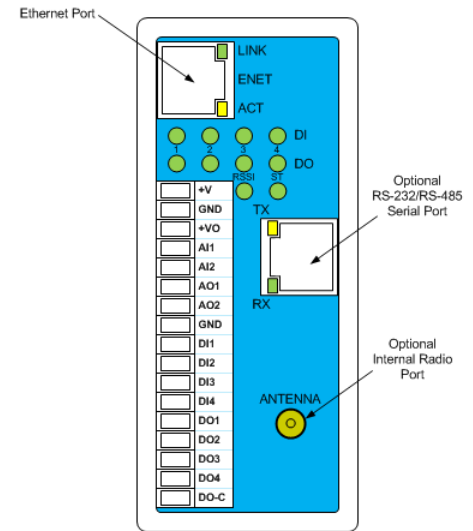 Ethernet Port
LINK
ENET
ACT
DI
1 2 3 4
DO
RSSI ST
+V
GND
+VO
AI1
AI2
AO1
AO2
GND
DI1
DI2
DI3
DI4
DO1
DO2
DO3
DO4
DO-C
TX
RX
Optional
RS-232/RS-485
Serial Port
ANTENNA
Optional
Internal Radio
Port